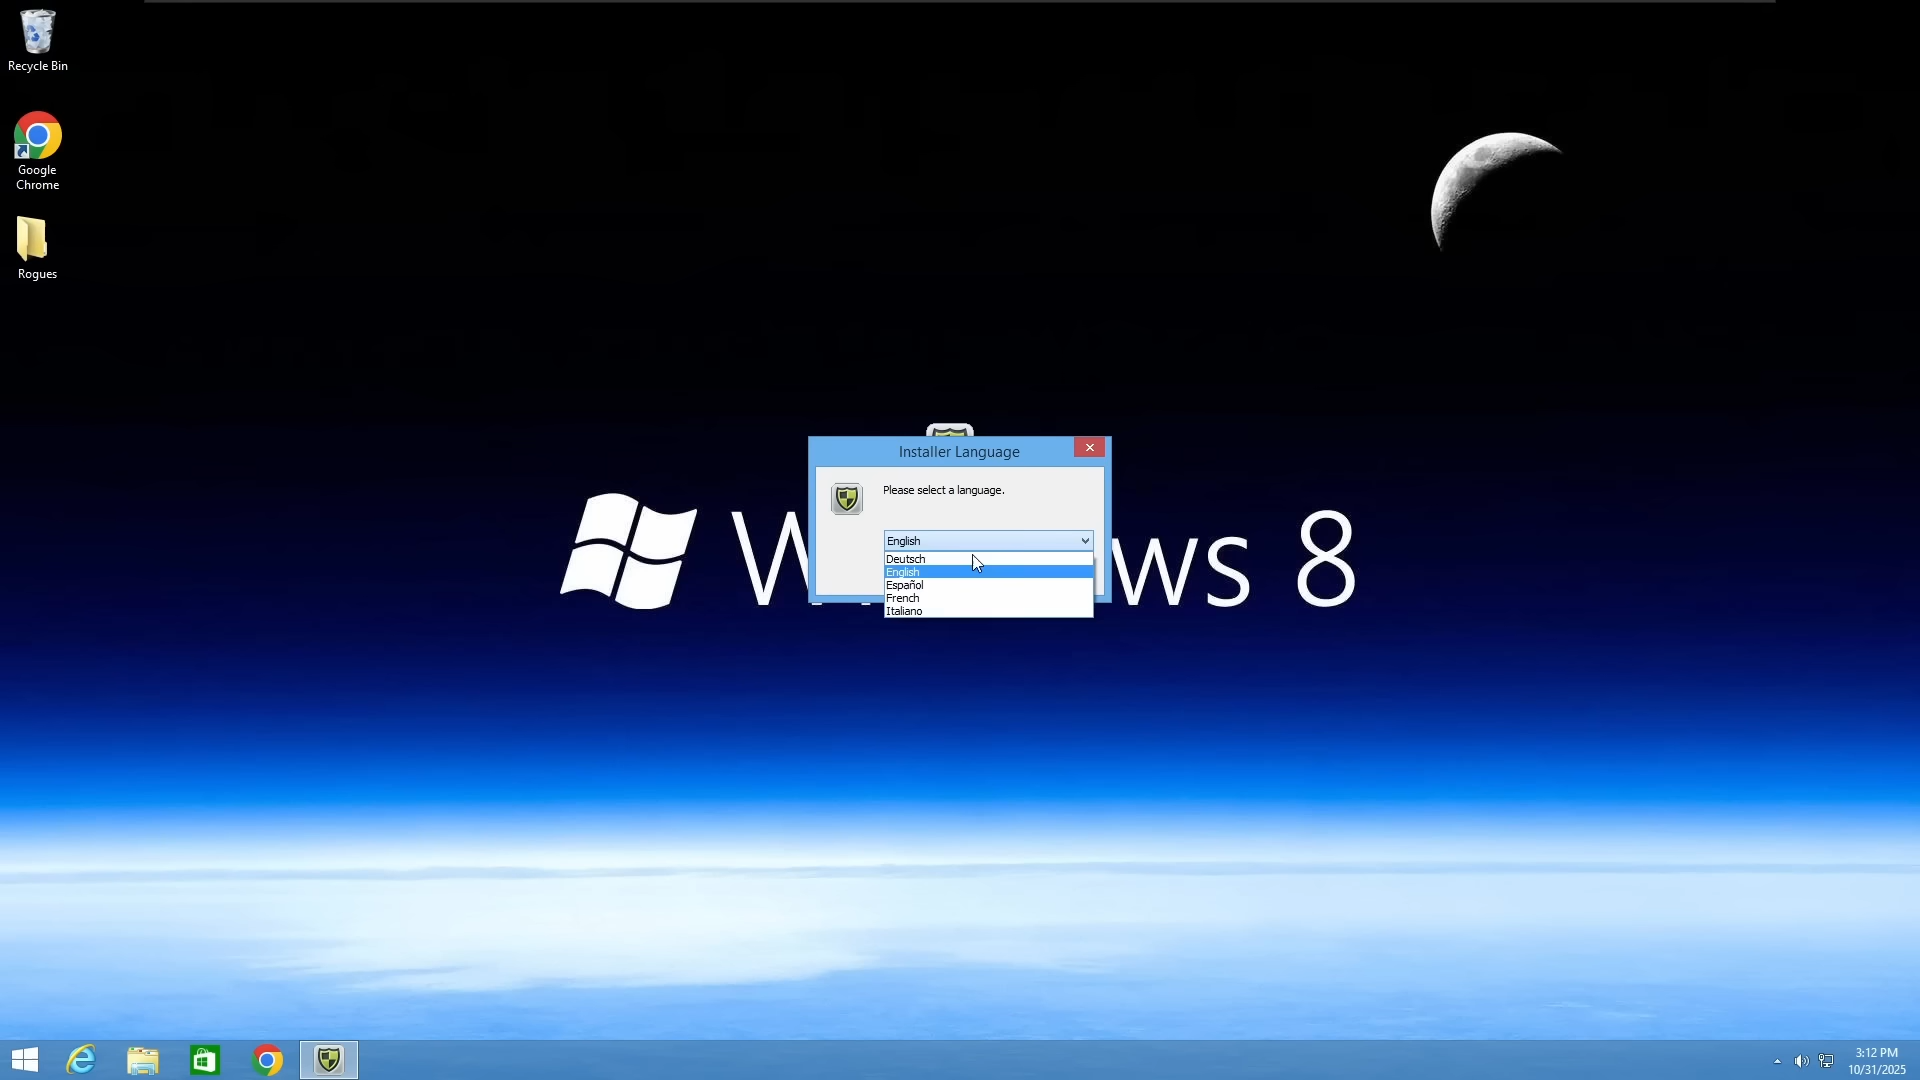 Recycle Bin
Google
Chrome
Rogues
Installer Language
Please select a language.
English
Deutsch
English
Español
French
Italiano
W ws 8
3:12 PM
10/31/2025